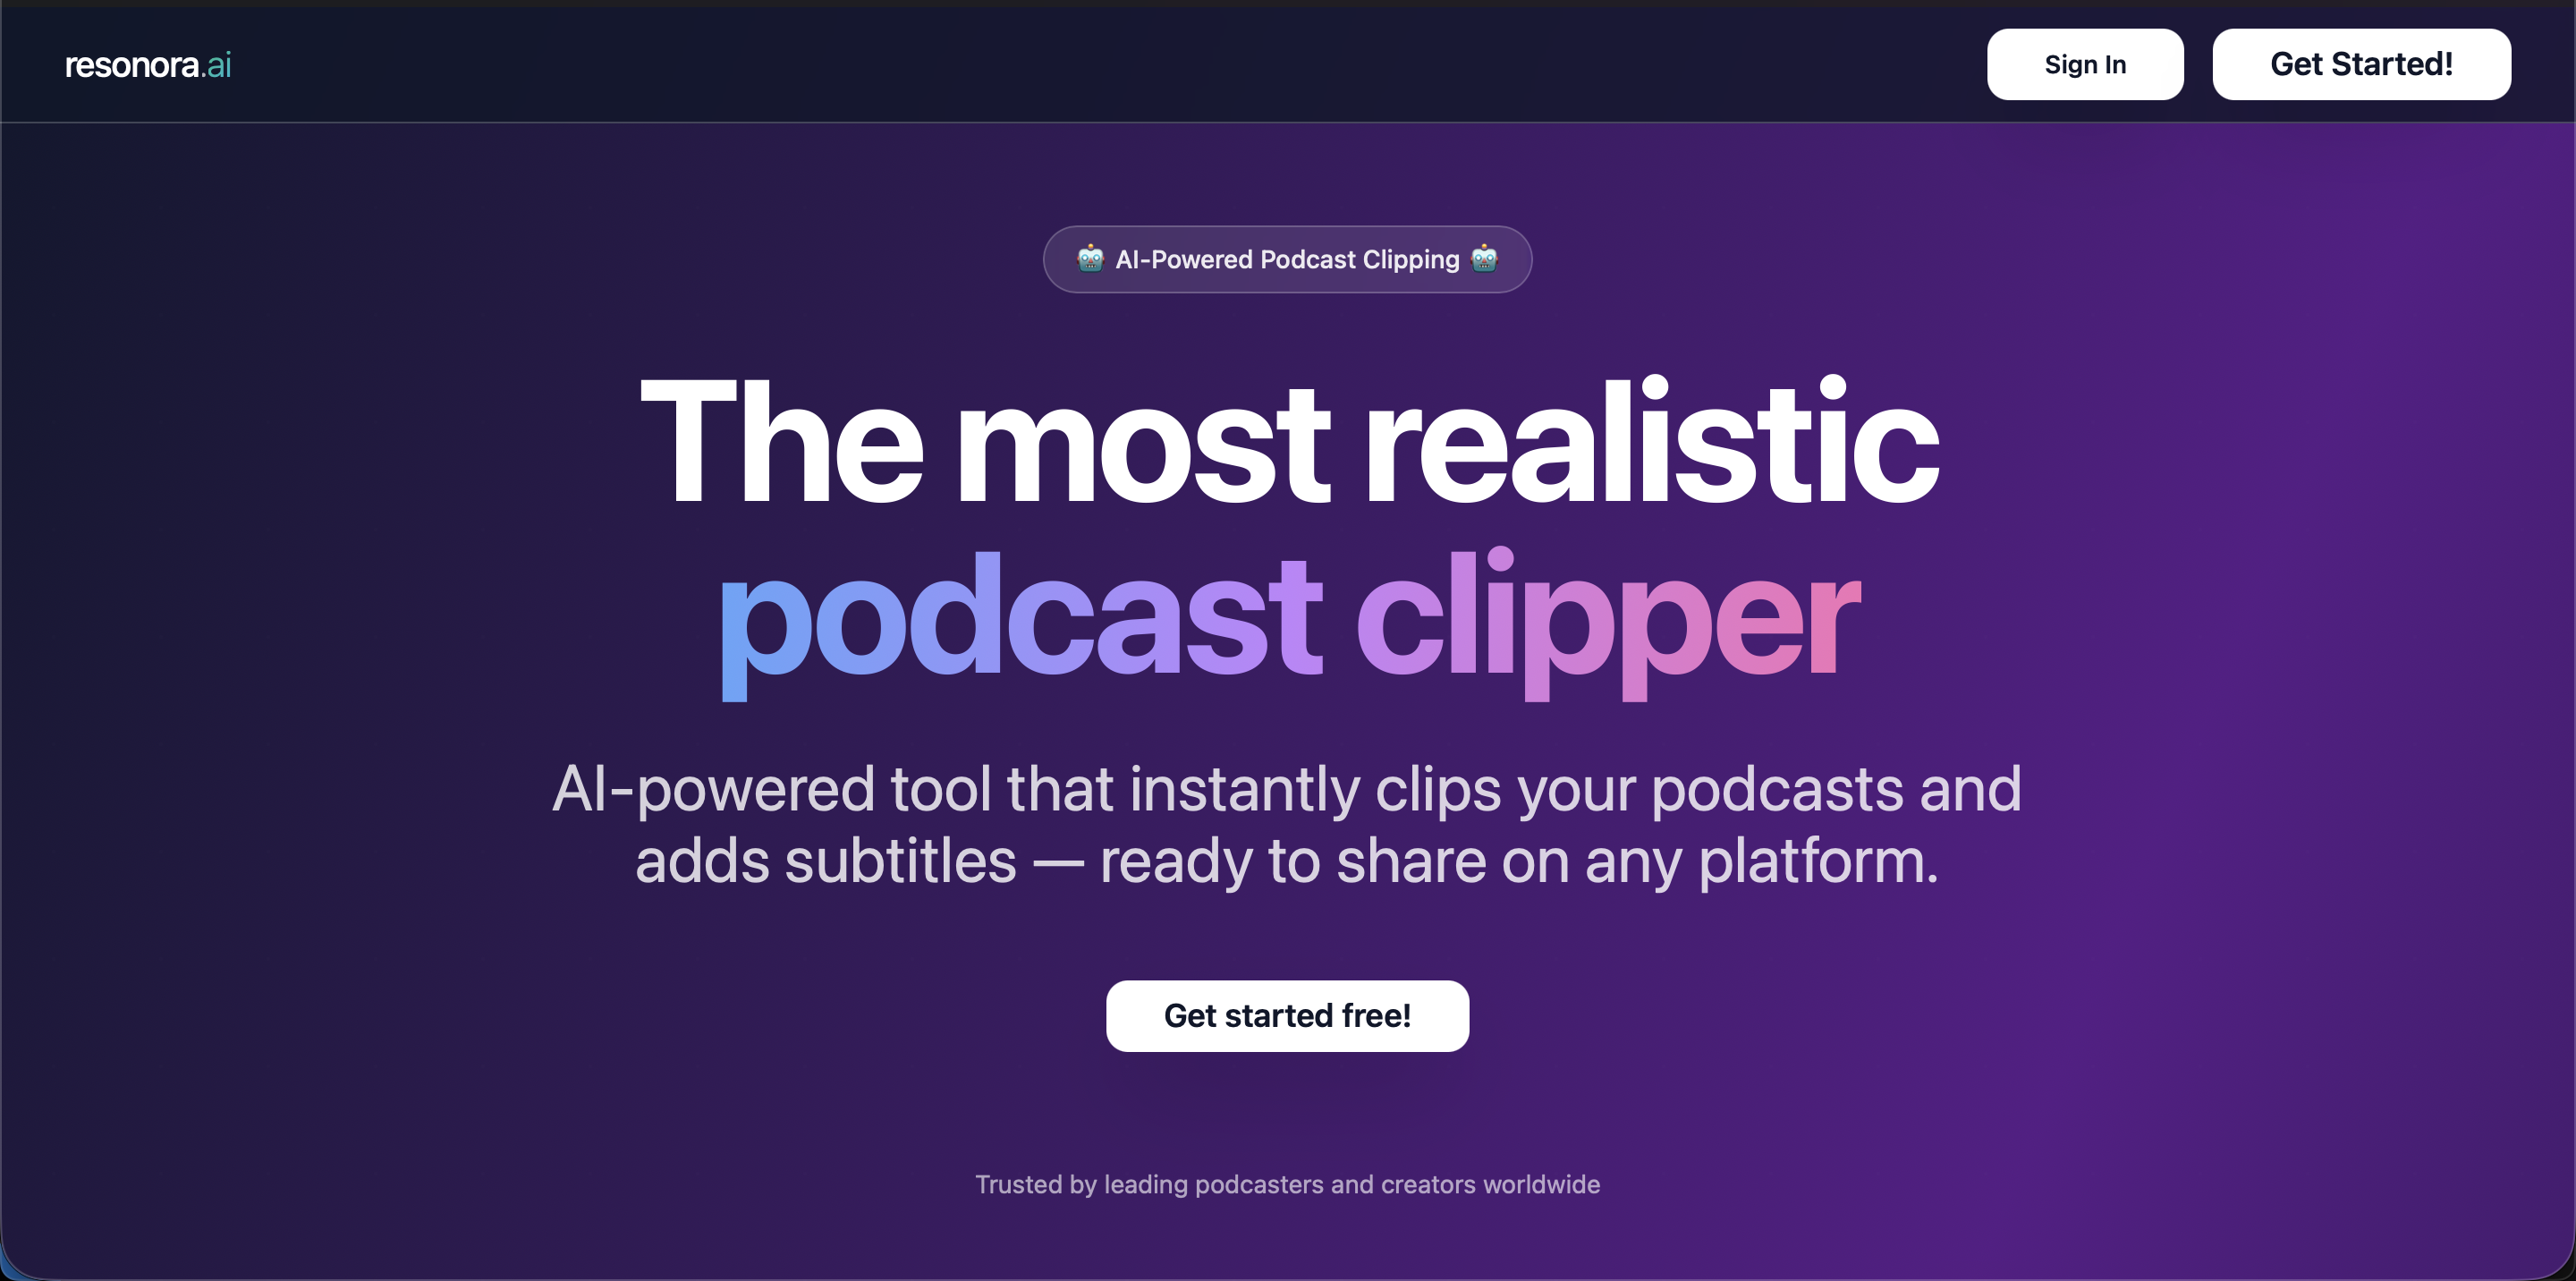 resonora.ai
Sign In
Get Started!
🤖 AI-Powered Podcast Clipping 🤖
The most realistic
podcast clipper
AI-powered tool that instantly clips your podcasts and
adds subtitles — ready to share on any platform.
Get started free!
Trusted by leading podcasters and creators worldwide